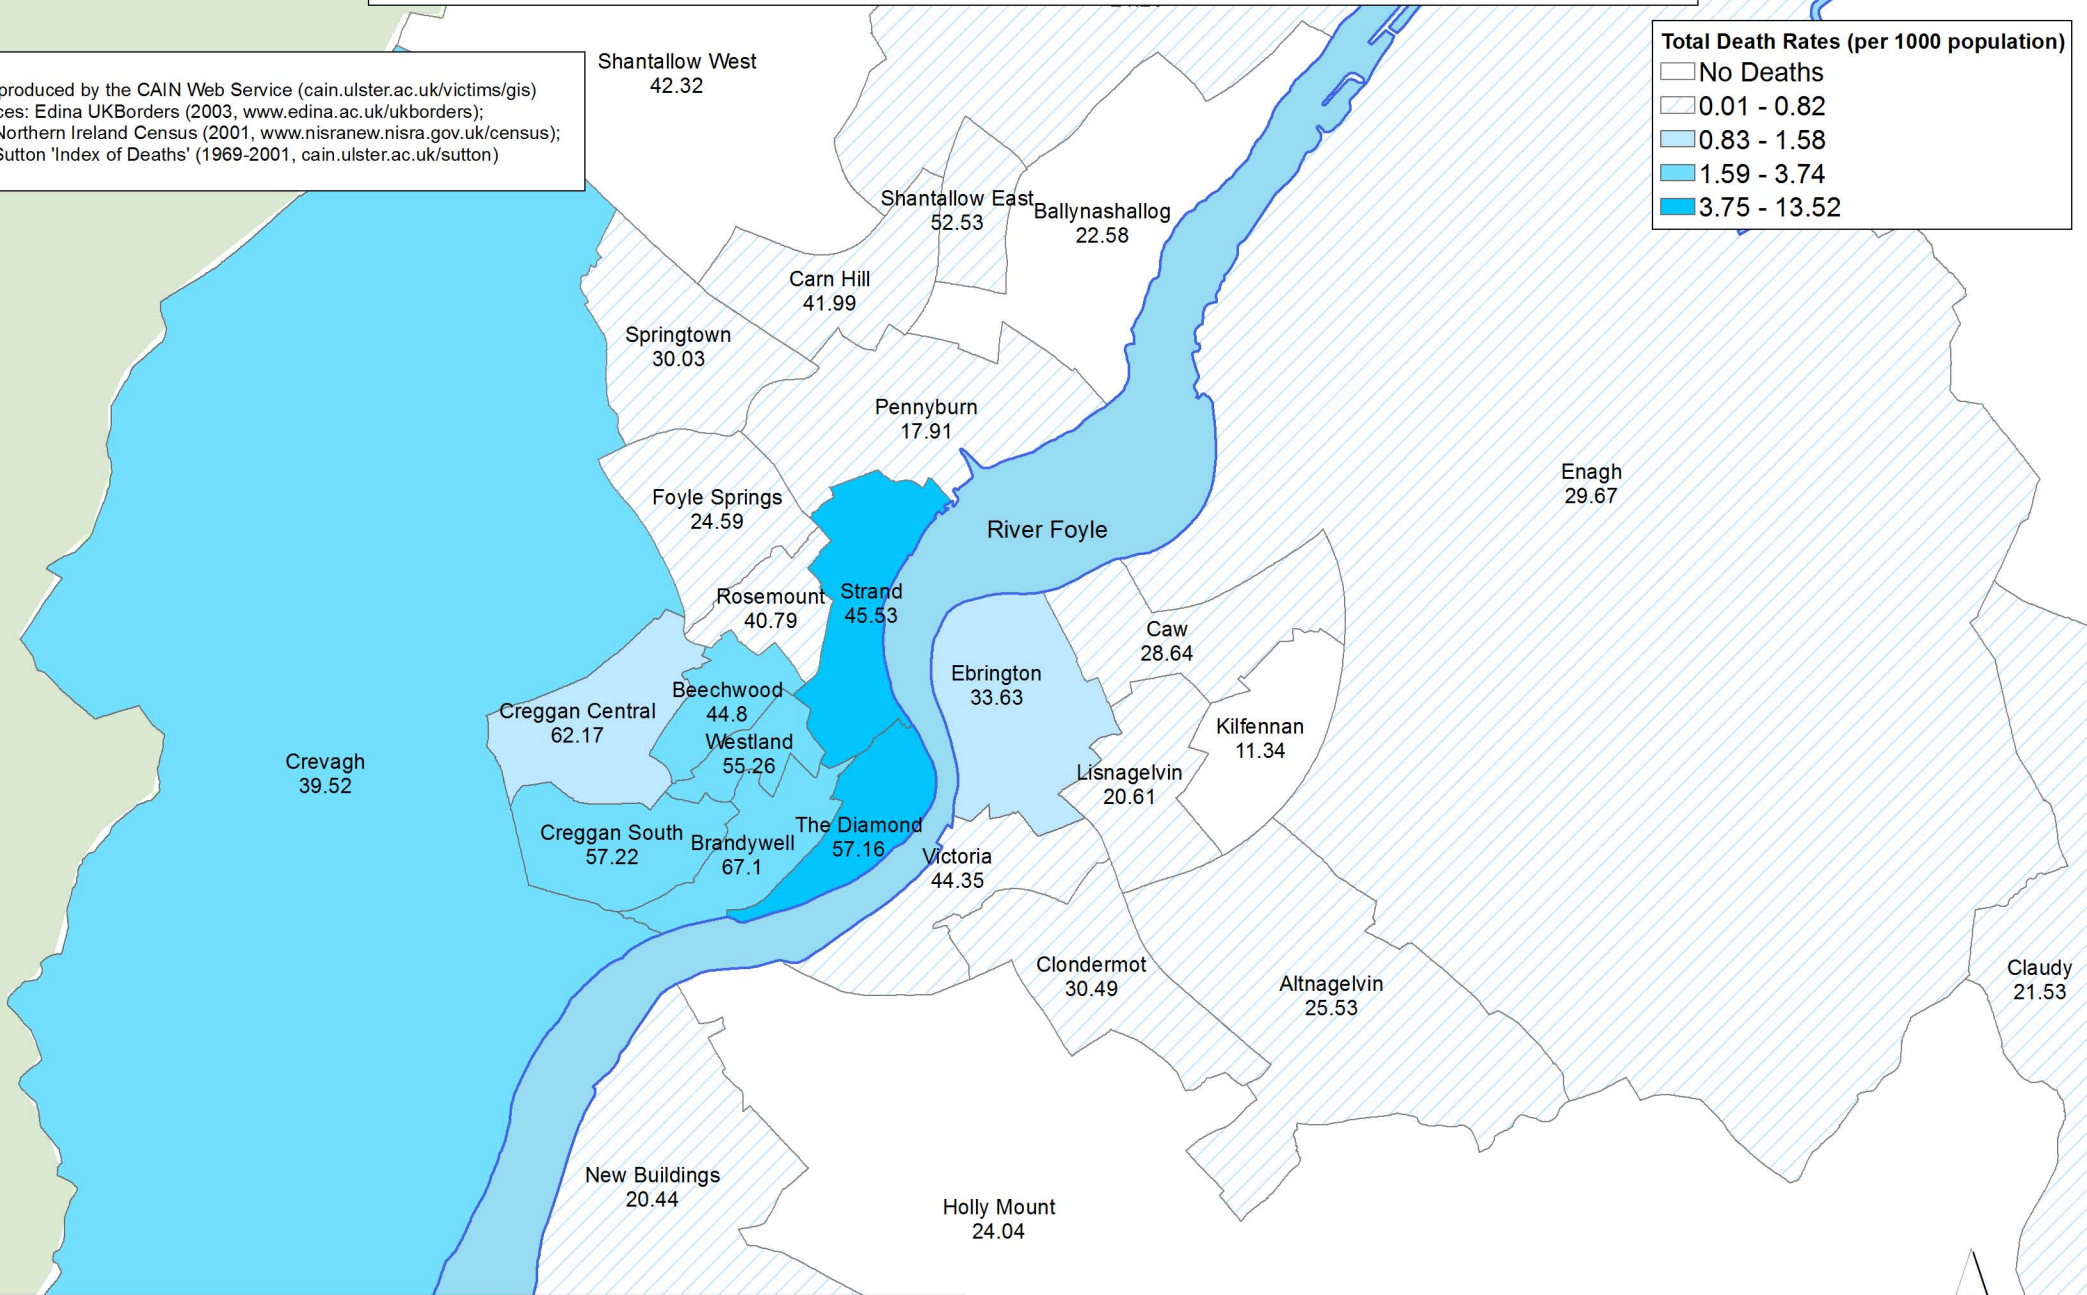 produced by the CAIN Web Service (cain.ulster.ac.uk/victims/gis)
ces: Edina UKBorders (2003, www.edina.ac.uk/ukborders);
Northern Ireland Census (2001, www.nisranew.nisra.gov.uk/census);
Sutton 'Index of Deaths' (1969-2001, cain.ulster.ac.uk/sutton)
Total Death Rates (per 1000 population)
No Deaths
0.01 - 0.82
0.83 - 1.58
1.59 - 3.74
3.75 - 13.52
Shantallow West
42.32
Shantallow East
52.53
Ballynashallog
22.58
Carn Hill
41.99
Springtown
30.03
Pennyburn
17.91
Enagh
29.67
Foyle Springs
24.59
River Foyle
Rosemount
40.79
Strand
45.53
Caw
28.64
Ebrington
33.63
Beechwood
44.8
Creggan Central
62.17
Kilfennan
11.34
Westland
55.26
Crevagh
39.52
Lisnagelvin
20.61
Creggan South
57.22
Brandywell
67.1
The Diamond
57.16
Victoria
44.35
Clondermot
30.49
Altnagelvin
25.53
Claudy
21.53
New Buildings
20.44
Holly Mount
24.04